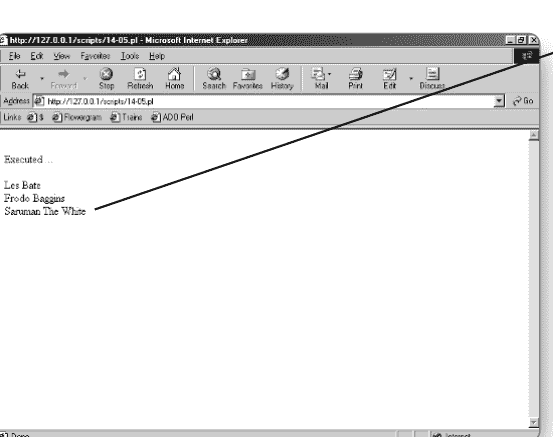 http://127.0.0.1/scripts/14-05.pl - Microsoft Internet Explorer
File Edit View Favorites Tools Help
Back Forward Stop Refresh Home Search Favorites History Mail Print Edit Discuss
Address http://127.0.0.1/scripts/14-05.pl Go
Links Flowergram Trains ADO Perl
Executed ...
Les Bate
Frodo Baggins
Saruman The White
Done Internet